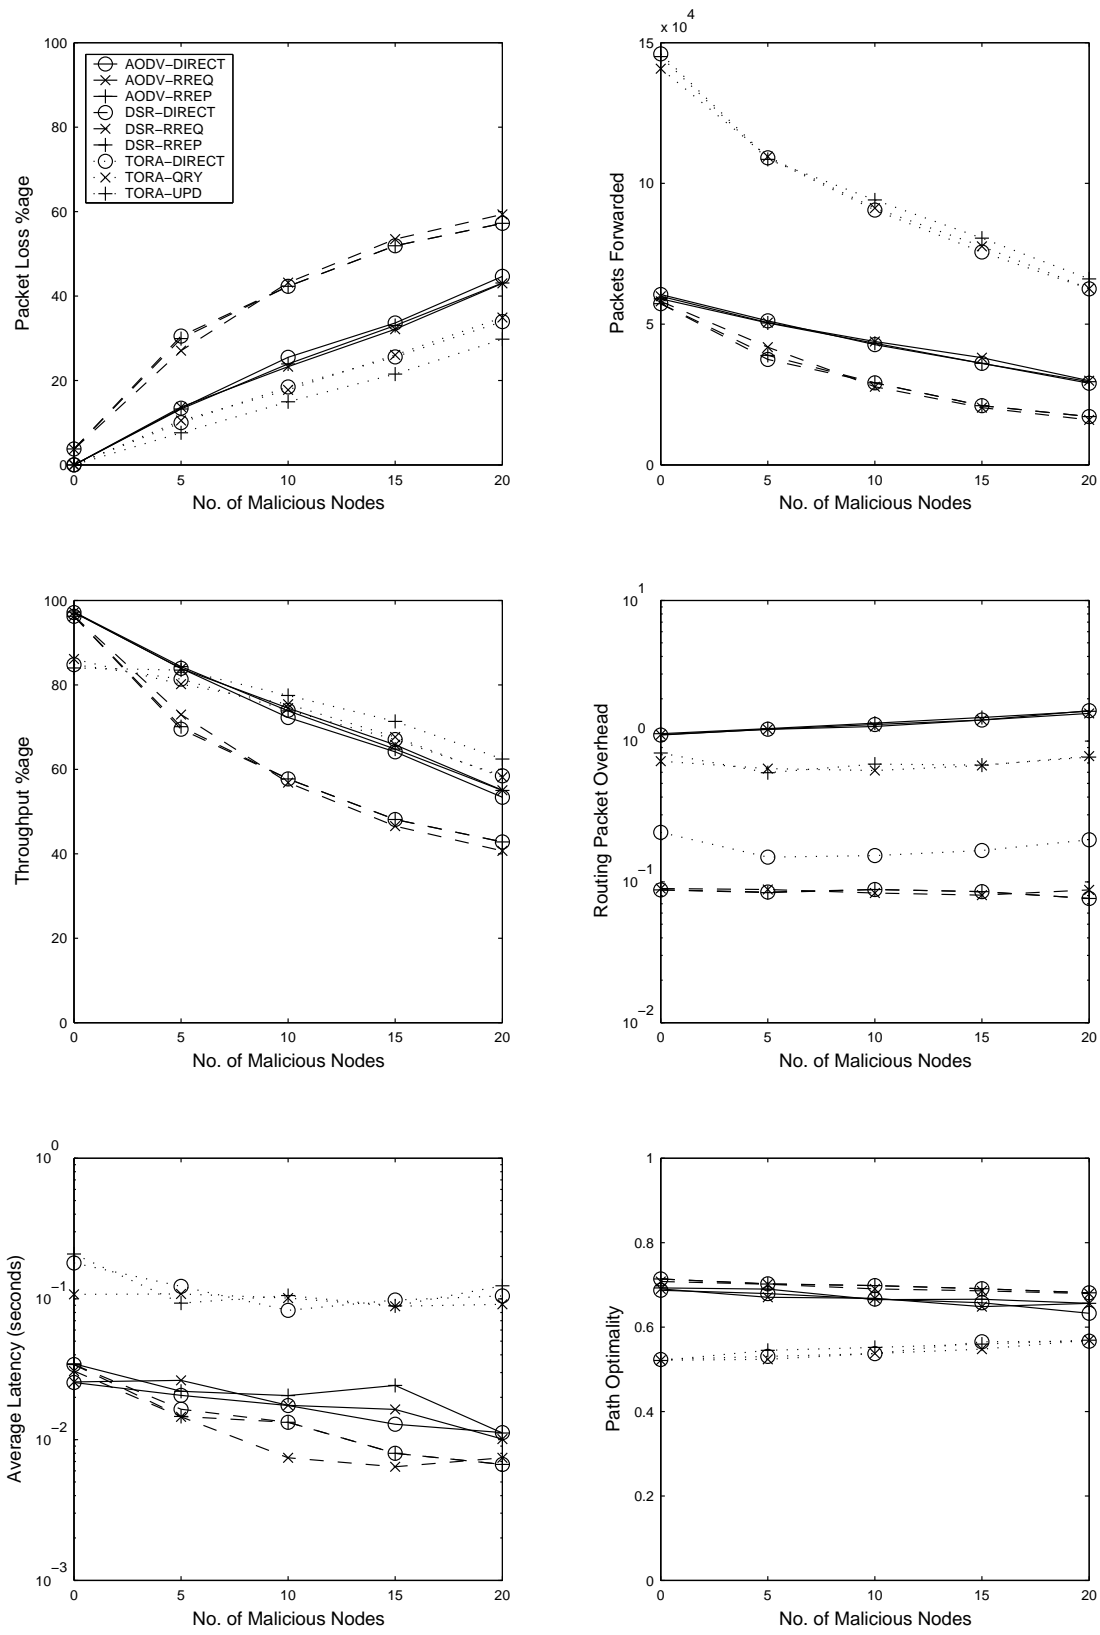 100
80
60
40
20
0
0
5
10
15
20
Packet Loss %age
No. of Malicious Nodes
AODV−DIRECT
AODV−RREQ
AODV−RREP
DSR−DIRECT
DSR−RREQ
DSR−RREP
TORA−DIRECT
TORA−QRY
TORA−UPD
x 10^4
15
10
5
0
0
5
10
15
20
Packets Forwarded
No. of Malicious Nodes
100
80
60
40
20
0
0
5
10
15
20
Throughput %age
No. of Malicious Nodes
10^1
10^0
10^−1
10^−2
0
5
10
15
20
Routing Packet Overhead
No. of Malicious Nodes
10^0
10^−1
10^−2
10^−3
0
5
10
15
20
Average Latency (seconds)
No. of Malicious Nodes
1
0.8
0.6
0.4
0.2
0
0
5
10
15
20
Path Optimality
No. of Malicious Nodes